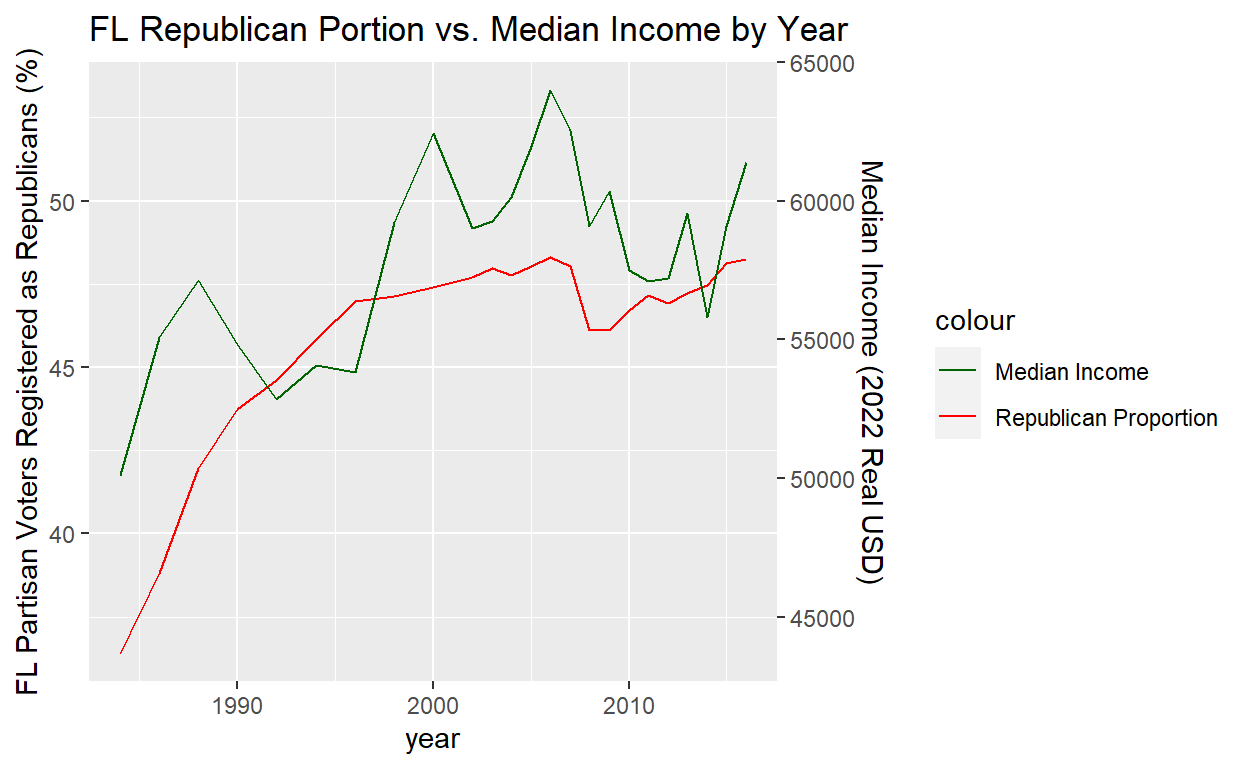 FL Republican Portion vs. Median Income by Year
FL Partisan Voters Registered as Republicans (%)
50
45
40
65000
60000
55000
50000
45000
Median Income (2022 Real USD)
1990
2000
2010
year
colour
Median Income
Republican Proportion